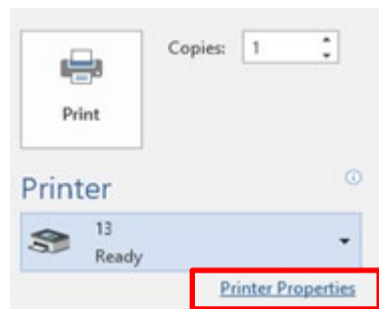 Copies: 1
Print
Printer
13
Ready
Printer Properties